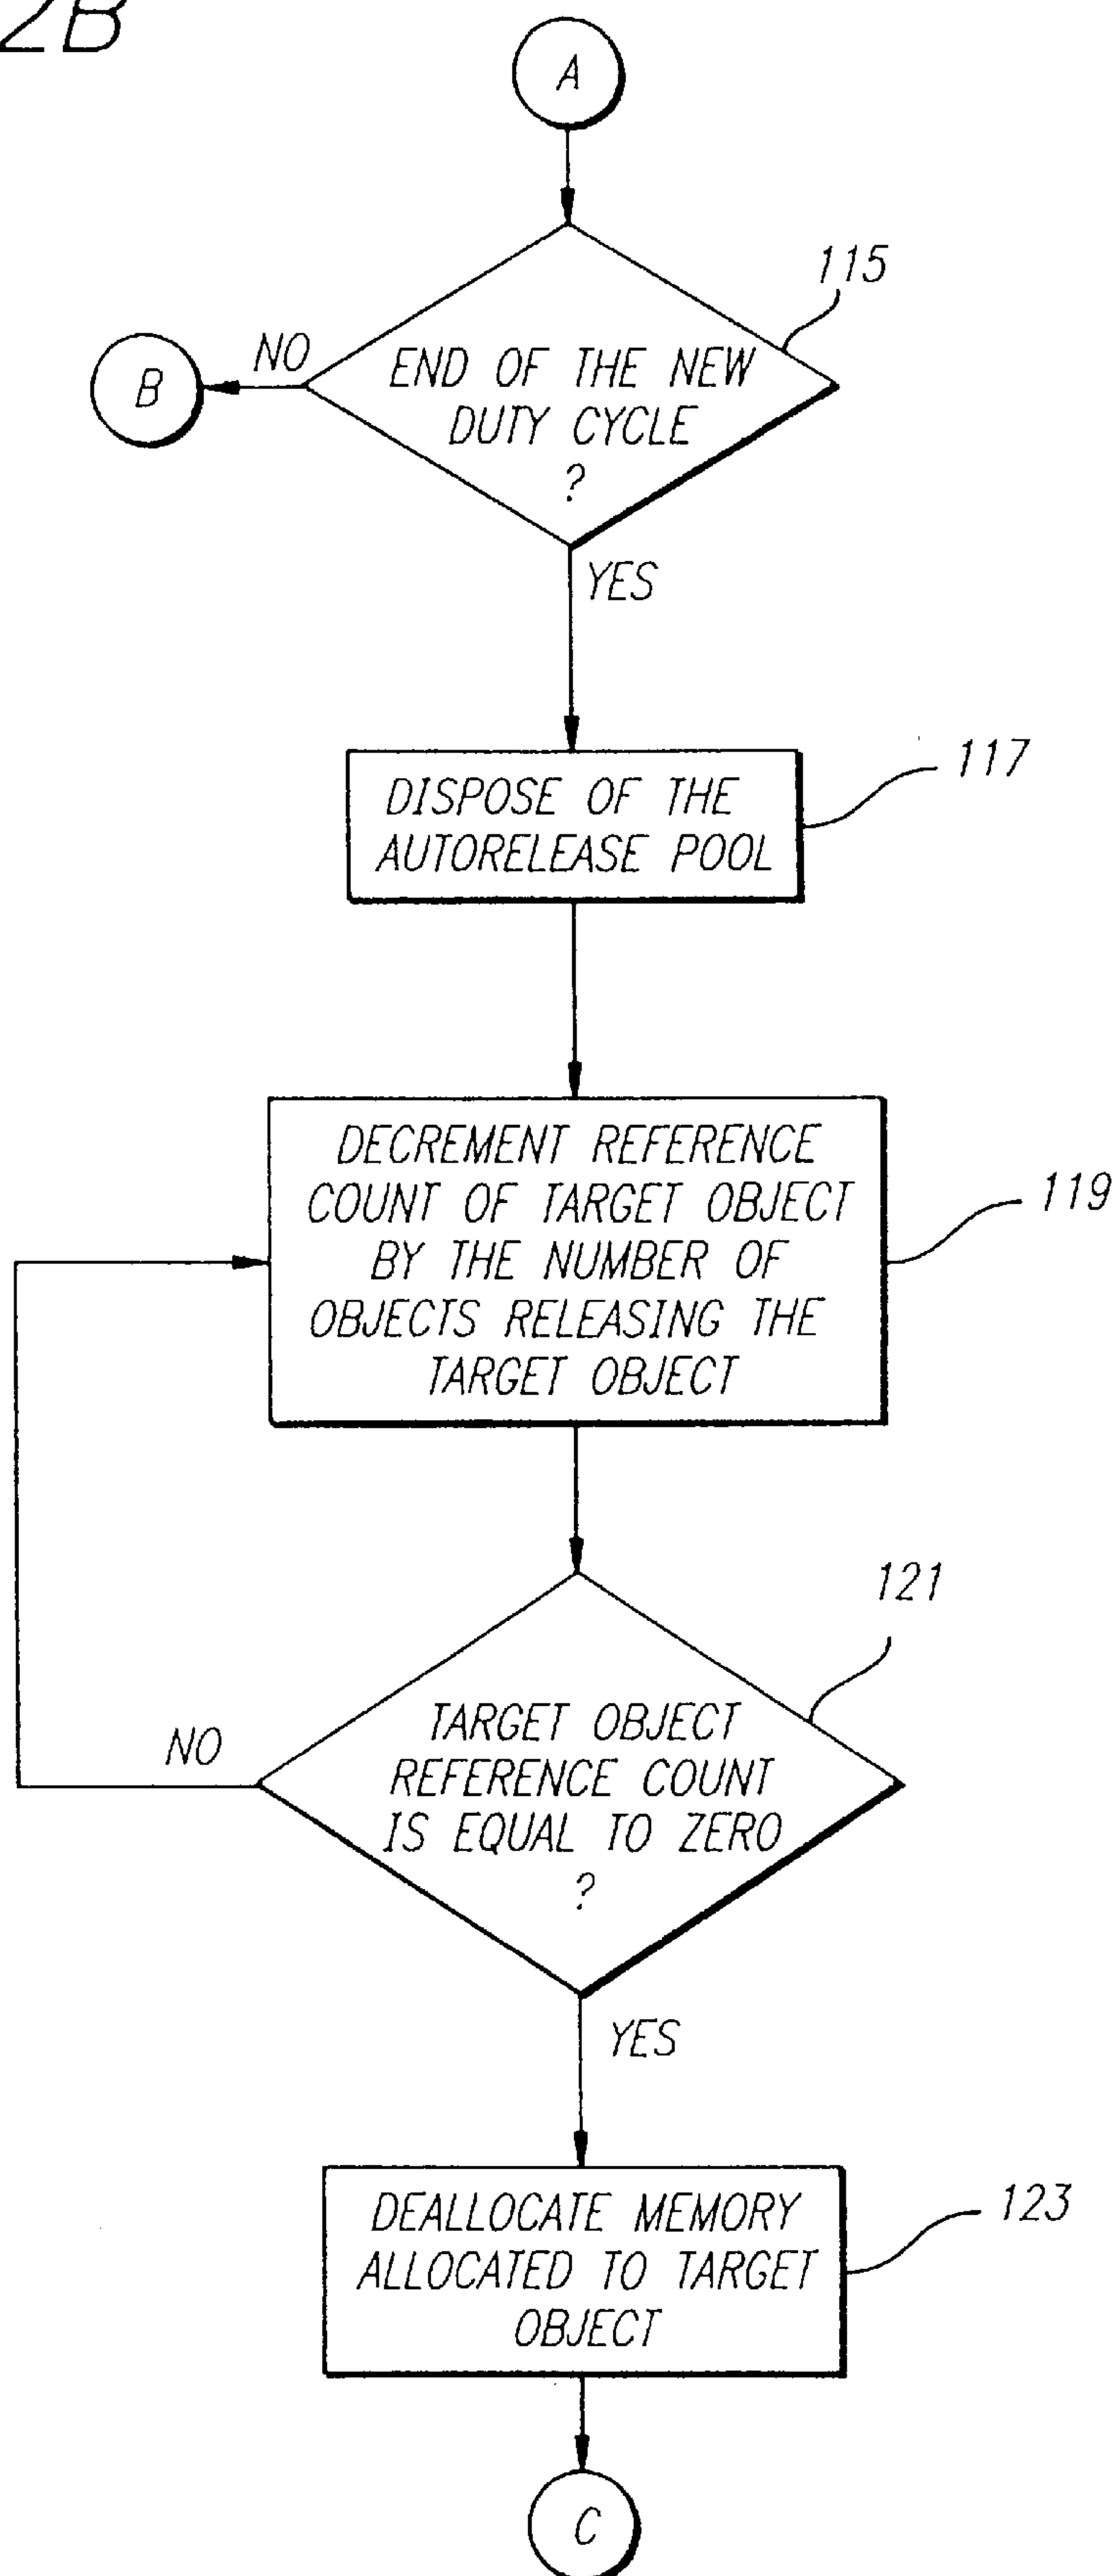 2B
A
115
NO
B
END OF THE NEW
DUTY CYCLE
?
YES
DISPOSE OF THE
AUTORELEASE POOL
117
DECREMENT REFERENCE
COUNT OF TARGET OBJECT
BY THE NUMBER OF
OBJECTS RELEASING THE
TARGET OBJECT
119
121
NO
TARGET OBJECT
REFERENCE COUNT
IS EQUAL TO ZERO
?
YES
DEALLOCATE MEMORY
ALLOCATED TO TARGET
OBJECT
123
C